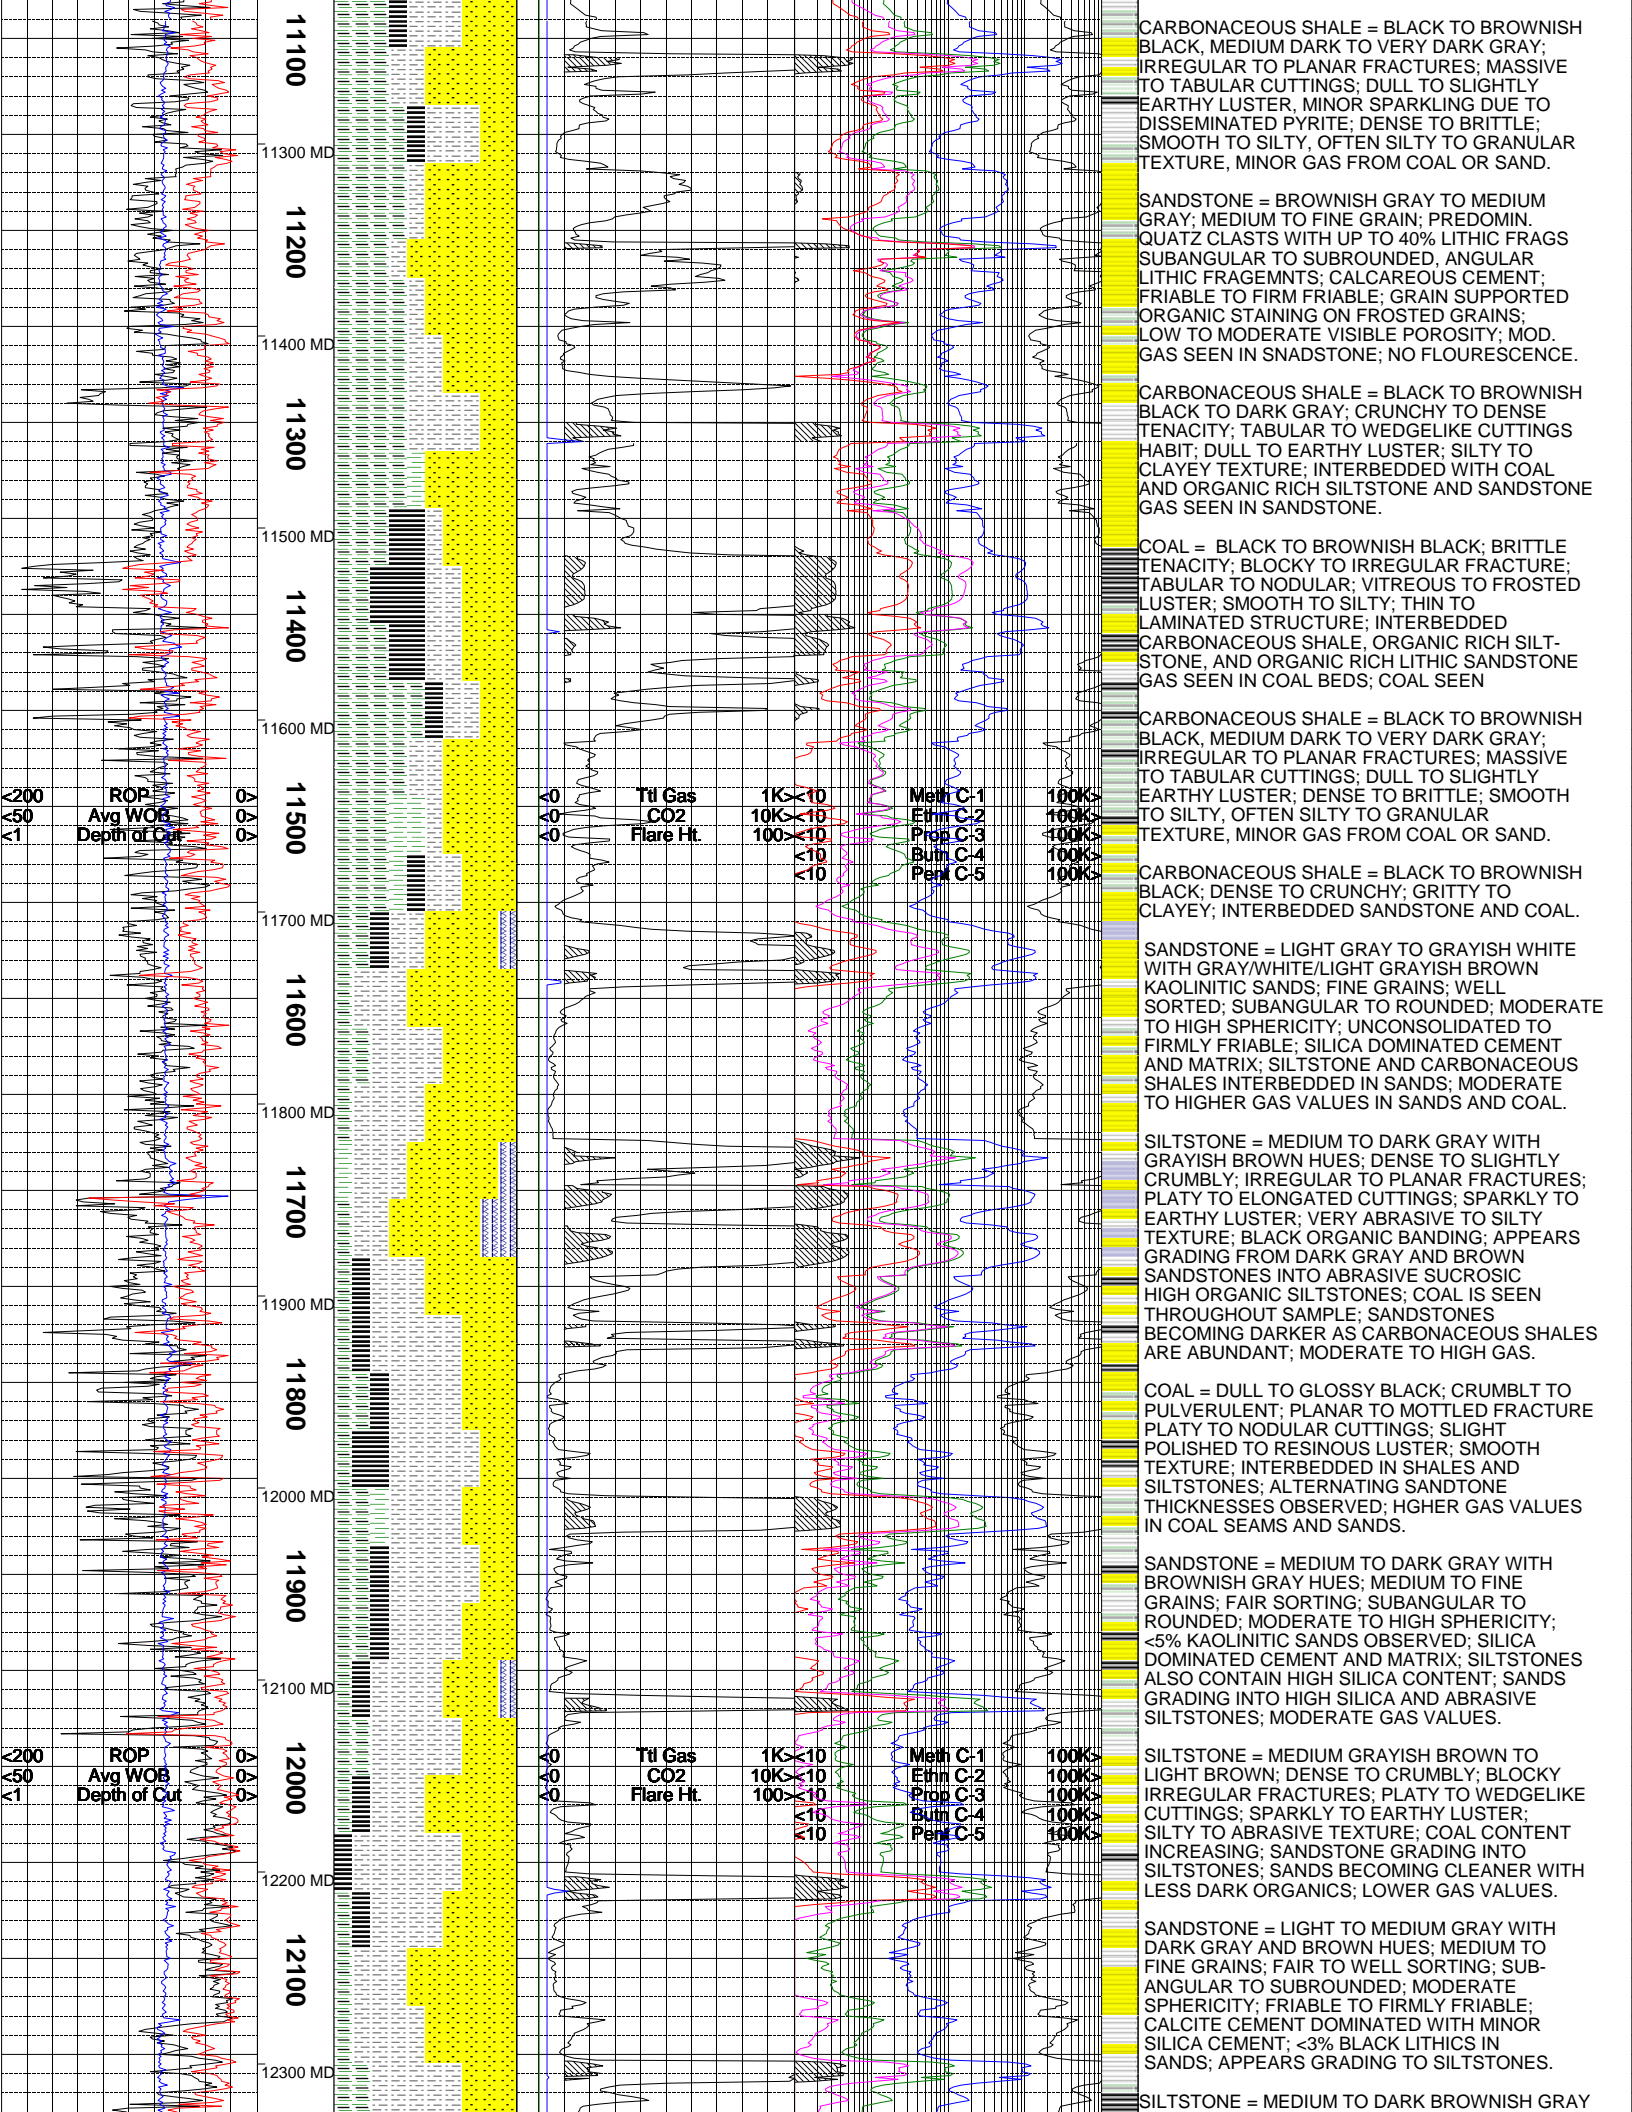 11100
11300 MD
11200
11400 MD
11300
11500 MD
11400
11600 MD
<200 ROP 0>
<50 Avg WOB 0>
<1 Depth of Cut 0>
11500
<0 Ttl Gas 1K>
<0 CO2 10K>
<0 Flare Ht. 100>
<10 Meth C-1 100K>
<10 Ethn C-2 100K>
<10 Prop C-3 100K>
<10 Butn C-4 100K>
<10 Pent C-5 100K>
11700 MD
11600
11800 MD
11700
11900 MD
11800
12000 MD
11900
12100 MD
<200 ROP 0>
<50 Avg WOB 0>
<1 Depth of Cut 0>
12000
<0 Ttl Gas 1K>
<0 CO2 10K>
<0 Flare Ht. 100>
<10 Meth C-1 100K>
<10 Ethn C-2 100K>
<10 Prop C-3 100K>
<10 Butn C-4 100K>
<10 Pent C-5 100K>
12200 MD
12100
12300 MD
CARBONACEOUS SHALE = BLACK TO BROWNISH
BLACK, MEDIUM DARK TO VERY DARK GRAY;
IRREGULAR TO PLANAR FRACTURES; MASSIVE
TO TABULAR CUTTINGS; DULL TO SLIGHTLY
EARTHY LUSTER, MINOR SPARKLING DUE TO
DISSEMINATED PYRITE; DENSE TO BRITTLE;
SMOOTH TO SILTY, OFTEN SILTY TO GRANULAR
TEXTURE, MINOR GAS FROM COAL OR SAND.
SANDSTONE = BROWNISH GRAY TO MEDIUM
GRAY; MEDIUM TO FINE GRAIN; PREDOMIN.
QUATZ CLASTS WITH UP TO 40% LITHIC FRAGS
SUBANGULAR TO SUBROUNDED, ANGULAR
LITHIC FRAGEMNTS; CALCAREOUS CEMENT;
FRIABLE TO FIRM FRIABLE; GRAIN SUPPORTED
ORGANIC STAINING ON FROSTED GRAINS;
LOW TO MODERATE VISIBLE POROSITY; MOD.
GAS SEEN IN SNADSTONE; NO FLOURESCENCE.
CARBONACEOUS SHALE = BLACK TO BROWNISH
BLACK TO DARK GRAY; CRUNCHY TO DENSE
TENACITY; TABULAR TO WEDGELIKE CUTTINGS
HABIT; DULL TO EARTHY LUSTER; SILTY TO
CLAYEY TEXTURE; INTERBEDDED WITH COAL
AND ORGANIC RICH SILTSTONE AND SANDSTONE
GAS SEEN IN SANDSTONE.
COAL = BLACK TO BROWNISH BLACK; BRITTLE
TENACITY; BLOCKY TO IRREGULAR FRACTURE;
TABULAR TO NODULAR; VITREOUS TO FROSTED
LUSTER; SMOOTH TO SILTY; THIN TO
LAMINATED STRUCTURE; INTERBEDDED
CARBONACEOUS SHALE, ORGANIC RICH SILT-
STONE, AND ORGANIC RICH LITHIC SANDSTONE
GAS SEEN IN COAL BEDS; COAL SEEN
CARBONACEOUS SHALE = BLACK TO BROWNISH
BLACK, MEDIUM DARK TO VERY DARK GRAY;
IRREGULAR TO PLANAR FRACTURES; MASSIVE
TO TABULAR CUTTINGS; DULL TO SLIGHTLY
EARTHY LUSTER; DENSE TO BRITTLE; SMOOTH
TO SILTY, OFTEN SILTY TO GRANULAR
TEXTURE, MINOR GAS FROM COAL OR SAND.
CARBONACEOUS SHALE = BLACK TO BROWNISH
BLACK; DENSE TO CRUNCHY; GRITTY TO
CLAYEY; INTERBEDDED SANDSTONE AND COAL.
SANDSTONE = LIGHT GRAY TO GRAYISH WHITE
WITH GRAY/WHITE/LIGHT GRAYISH BROWN
KAOLINITIC SANDS; FINE GRAINS; WELL
SORTED; SUBANGULAR TO ROUNDED; MODERATE
TO HIGH SPHERICITY; UNCONSOLIDATED TO
FIRMLY FRIABLE; SILICA DOMINATED CEMENT
AND MATRIX; SILTSTONE AND CARBONACEOUS
SHALES INTERBEDDED IN SANDS; MODERATE
TO HIGHER GAS VALUES IN SANDS AND COAL.
SILTSTONE = MEDIUM TO DARK GRAY WITH
GRAYISH BROWN HUES; DENSE TO SLIGHTLY
CRUMBLY; IRREGULAR TO PLANAR FRACTURES;
PLATY TO ELONGATED CUTTINGS; SPARKLY TO
EARTHY LUSTER; VERY ABRASIVE TO SILTY
TEXTURE; BLACK ORGANIC BANDING; APPEARS
GRADING FROM DARK GRAY AND BROWN
SANDSTONES INTO ABRASIVE SUCROSIC
HIGH ORGANIC SILTSTONES; COAL IS SEEN
THROUGHOUT SAMPLE; SANDSTONES
BECOMING DARKER AS CARBONACEOUS SHALES
ARE ABUNDANT; MODERATE TO HIGH GAS.
COAL = DULL TO GLOSSY BLACK; CRUMBLT TO
PULVERULENT; PLANAR TO MOTTLED FRACTURE
PLATY TO NODULAR CUTTINGS; SLIGHT
POLISHED TO RESINOUS LUSTER; SMOOTH
TEXTURE; INTERBEDDED IN SHALES AND
SILTSTONES; ALTERNATING SANDTONE
THICKNESSES OBSERVED; HGHER GAS VALUES
IN COAL SEAMS AND SANDS.
SANDSTONE = MEDIUM TO DARK GRAY WITH
BROWNISH GRAY HUES; MEDIUM TO FINE
GRAINS; FAIR SORTING; SUBANGULAR TO
ROUNDED; MODERATE TO HIGH SPHERICITY;
<5% KAOLINITIC SANDS OBSERVED; SILICA
DOMINATED CEMENT AND MATRIX; SILTSTONES
ALSO CONTAIN HIGH SILICA CONTENT; SANDS
GRADING INTO HIGH SILICA AND ABRASIVE
SILTSTONES; MODERATE GAS VALUES.
SILTSTONE = MEDIUM GRAYISH BROWN TO
LIGHT BROWN; DENSE TO CRUMBLY; BLOCKY
IRREGULAR FRACTURES; PLATY TO WEDGELIKE
CUTTINGS; SPARKLY TO EARTHY LUSTER;
SILTY TO ABRASIVE TEXTURE; COAL CONTENT
INCREASING; SANDSTONE GRADING INTO
SILTSTONES; SANDS BECOMING CLEANER WITH
LESS DARK ORGANICS; LOWER GAS VALUES.
SANDSTONE = LIGHT TO MEDIUM GRAY WITH
DARK GRAY AND BROWN HUES; MEDIUM TO
FINE GRAINS; FAIR TO WELL SORTING; SUB-
ANGULAR TO SUBROUNDED; MODERATE
SPHERICITY; FRIABLE TO FIRMLY FRIABLE;
CALCITE CEMENT DOMINATED WITH MINOR
SILICA CEMENT; <3% BLACK LITHICS IN
SANDS; APPEARS GRADING TO SILTSTONES.
SILTSTONE = MEDIUM TO DARK BROWNISH GRAY